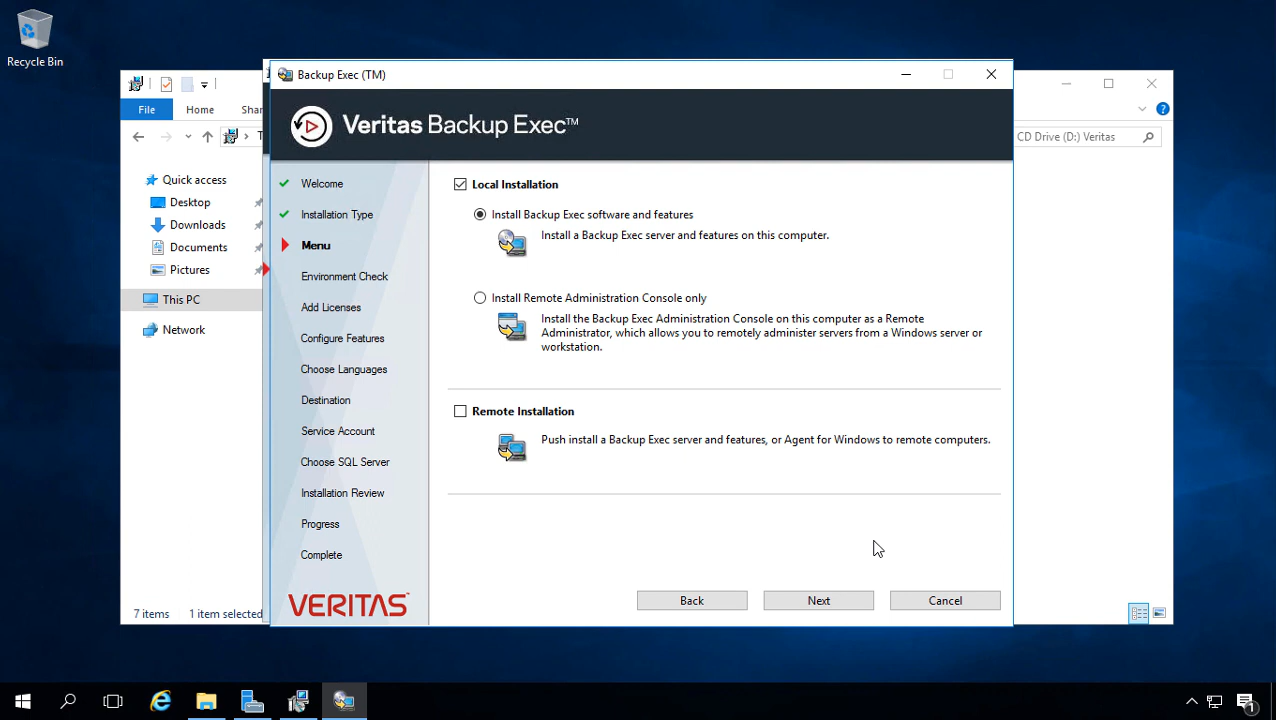 Recycle Bin
Backup Exec (TM)
Veritas Backup Exec™
File
Home
Shar
T
CD Drive (D:) Veritas
Quick access
Desktop
Downloads
Documents
Pictures
This PC
Network
7 items
1 item selected
Welcome
Installation Type
Menu
Environment Check
Add Licenses
Configure Features
Choose Languages
Destination
Service Account
Choose SQL Server
Installation Review
Progress
Complete
VERITAS™
Local Installation
Install Backup Exec software and features
Install a Backup Exec server and features on this computer.
Install Remote Administration Console only
Install the Backup Exec Administration Console on this computer as a Remote
Administrator, which allows you to remotely administer servers from a Windows server or
workstation.
Remote Installation
Push install a Backup Exec server and features, or Agent for Windows to remote computers.
Back
Next
Cancel
1